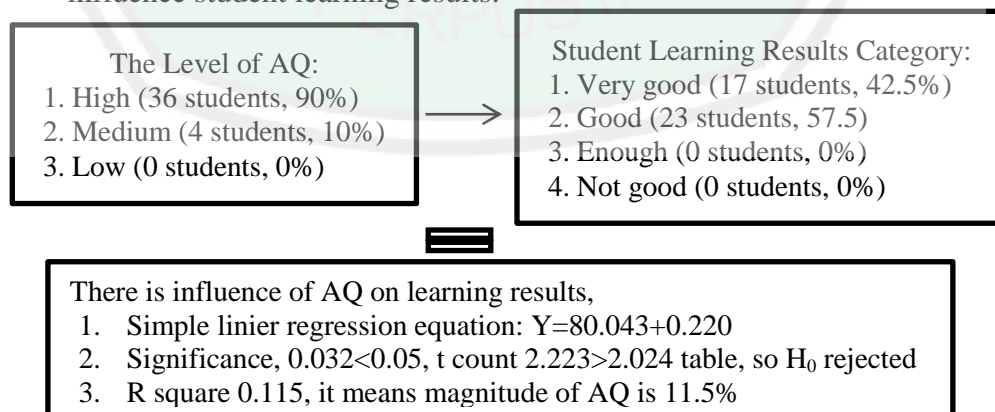 influence student learning results.
The Level of AQ:
1. High (36 students, 90%)
2. Medium (4 students, 10%)
3. Low (0 students, 0%)
Student Learning Results Category:
1. Very good (17 students, 42.5%)
2. Good (23 students, 57.5)
3. Enough (0 students, 0%)
4. Not good (0 students, 0%)
There is influence of AQ on learning results,
1. Simple linier regression equation: Y=80.043+0.220
2. Significance, 0.032<0.05, t count 2.223>2.024 table, so H₀ rejected
3. R square 0.115, it means magnitude of AQ is 11.5%